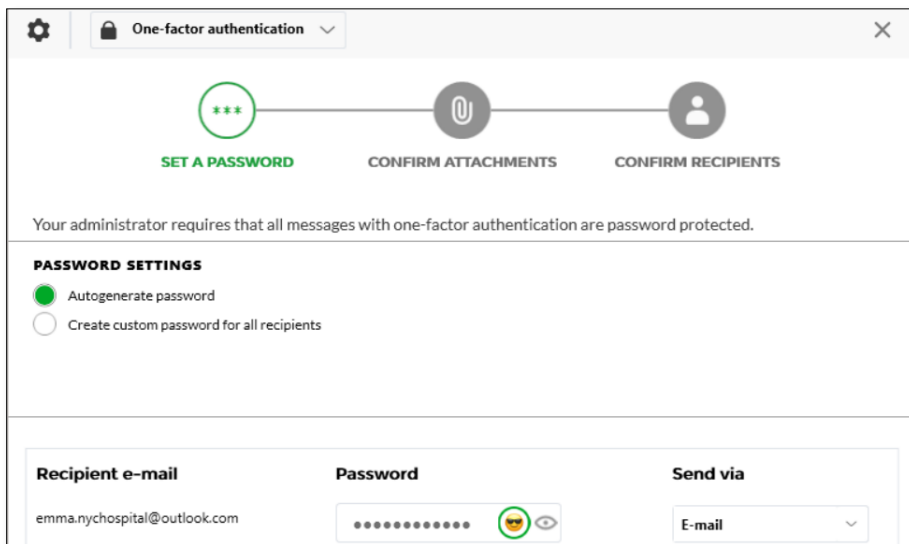 One-factor authentication
***
SET A PASSWORD CONFIRM ATTACHMENTS CONFIRM RECIPIENTS
Your administrator requires that all messages with one-factor authentication are password protected.
PASSWORD SETTINGS
Autogenerate password
Create custom password for all recipients
Recipient e-mail Password Send via
emma.nychospital@outlook.com •••••••••••• E-mail